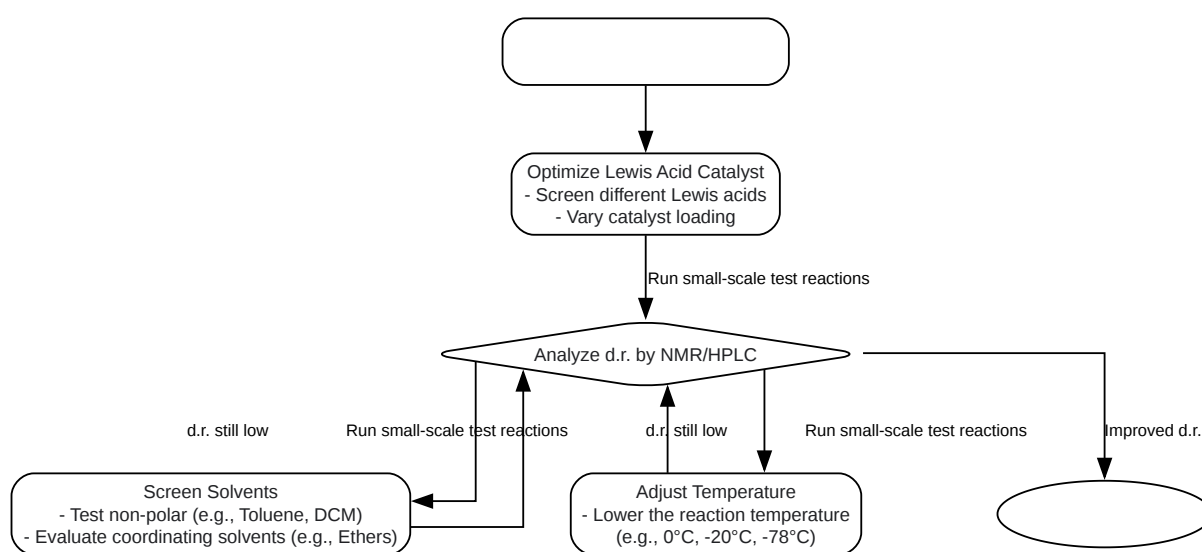 Optimize Lewis Acid Catalyst
- Screen different Lewis acids
- Vary catalyst loading
Run small-scale test reactions
Analyze d.r. by NMR/HPLC
d.r. still low
Run small-scale test reactions
d.r. still low
Run small-scale test reactions
Improved d.r.
Screen Solvents
- Test non-polar (e.g., Toluene, DCM)
- Evaluate coordinating solvents (e.g., Ethers)
Adjust Temperature
- Lower the reaction temperature
(e.g., 0°C, -20°C, -78°C)